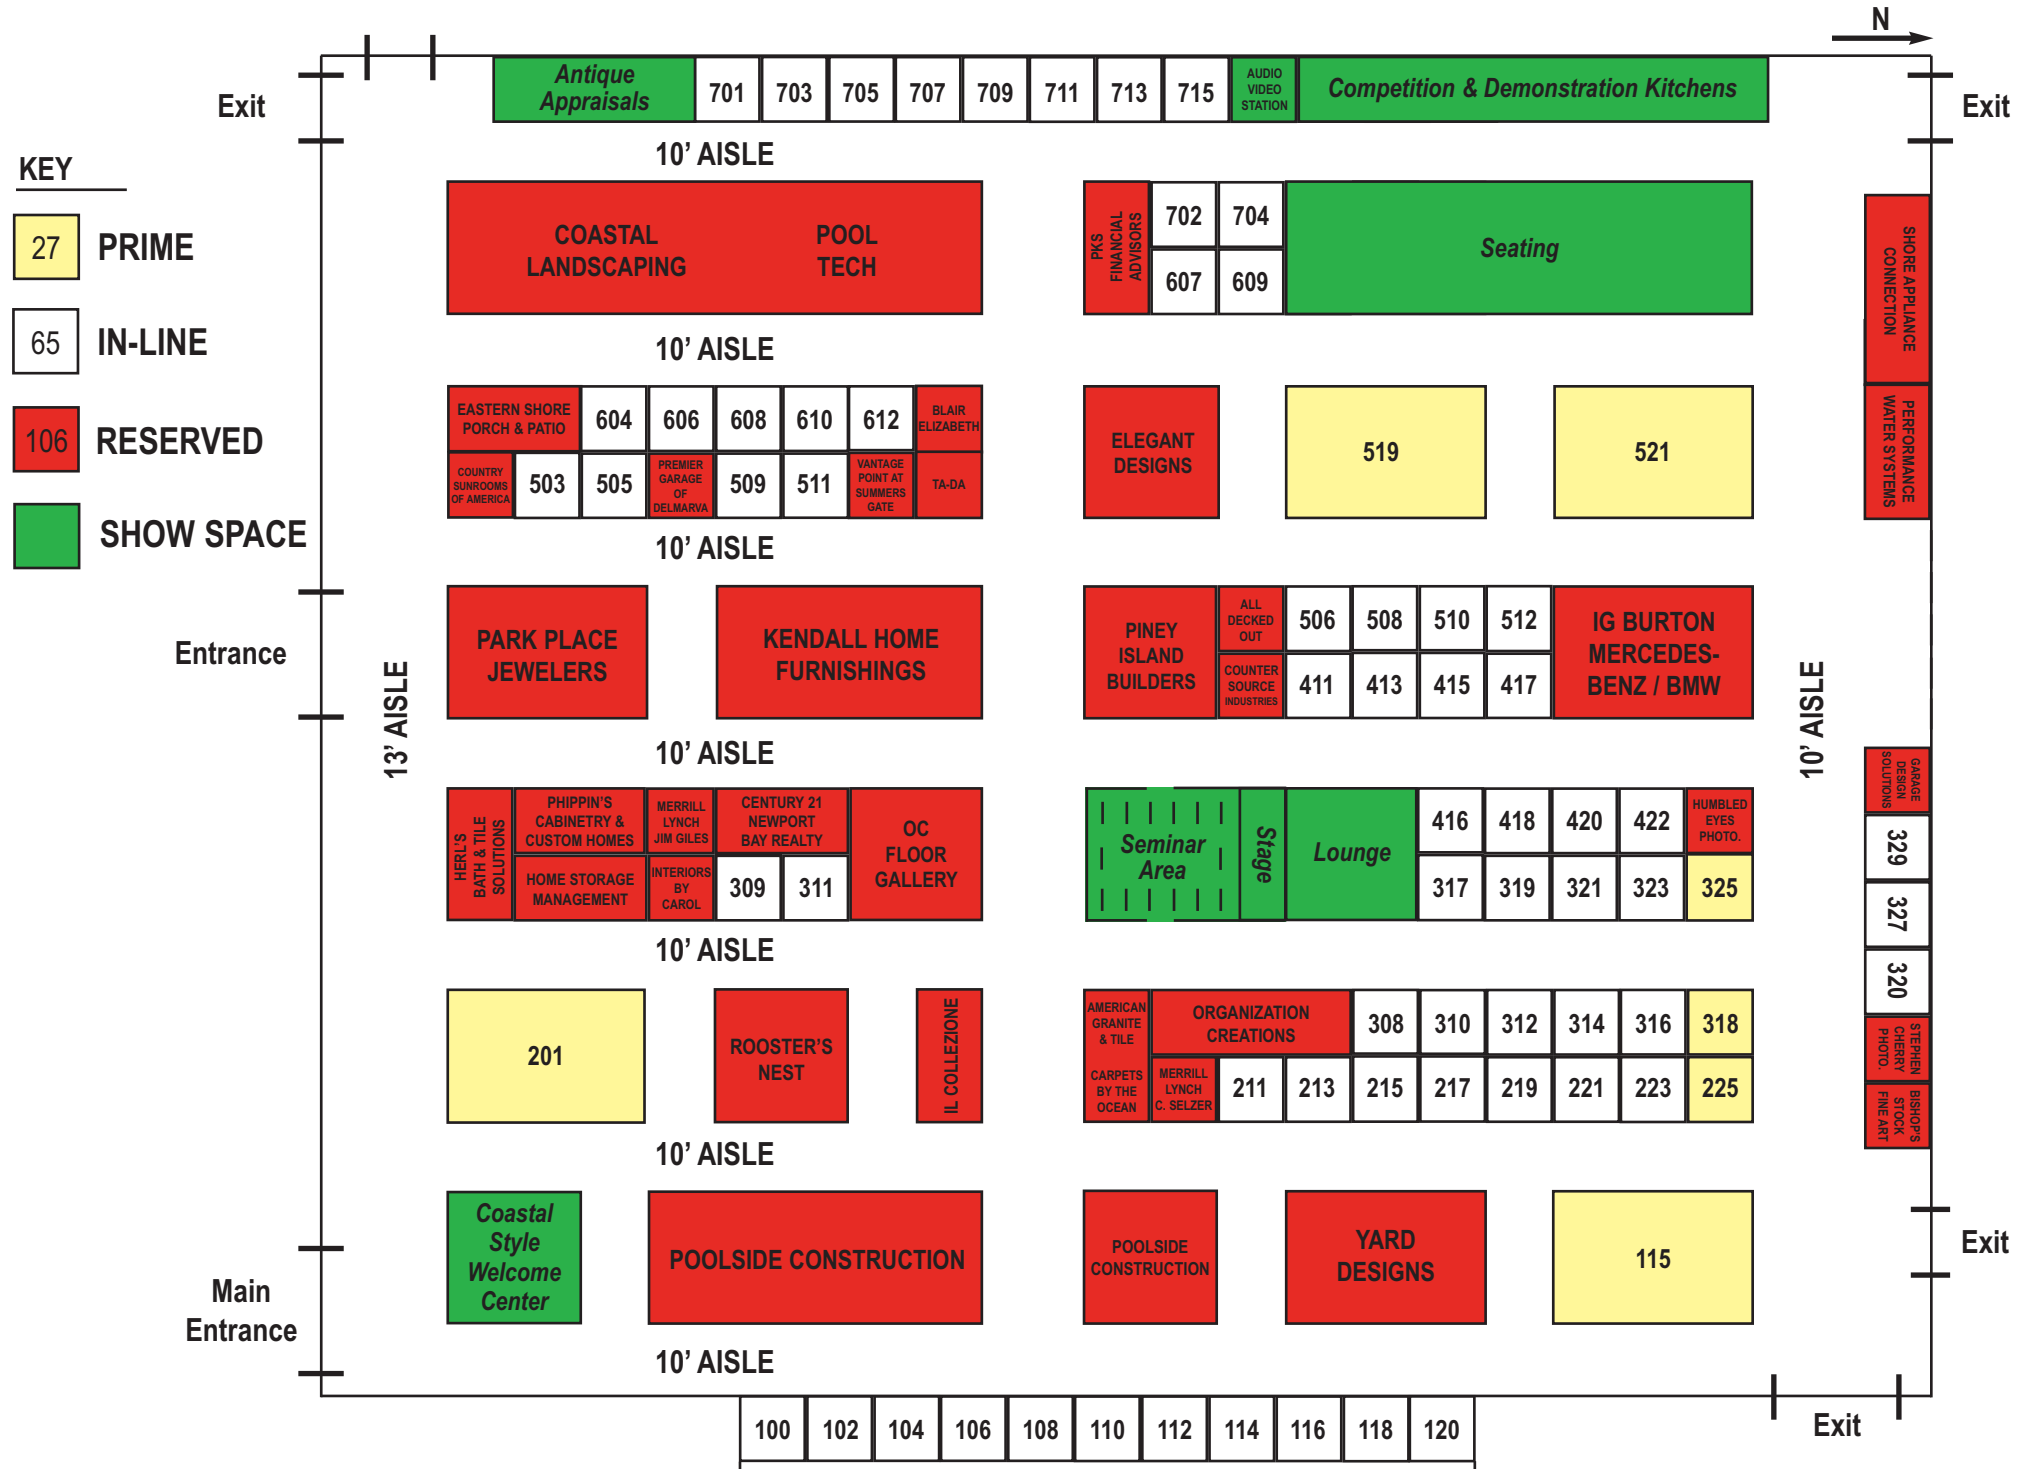 N
Exit
Antique
Appraisals
701
703
705
707
709
711
713
715
AUDIO
VIDEO
STATION
Competition & Demonstration Kitchens
Exit
10’ AISLE
KEY
27 PRIME
65 IN-LINE
106 RESERVED
SHOW SPACE
COASTAL
LANDSCAPING
POOL
TECH
PKS
FINANCIAL
ADVISORS
702
704
607
609
Seating
SHORE APPLIANCE
CONNECTION
10’ AISLE
EASTERN SHORE
PORCH & PATIO
604
606
608
610
612
BLAIR
ELIZABETH
COUNTRY
SUNROOMS
OF AMERICA
503
505
PREMIER
GARAGE
OF
DELMARVA
509
511
VANTAGE
POINT AT
SUMMERS
GATE
TA-DA
ELEGANT
DESIGNS
519
521
PERFORMANCE
WATER SYSTEMS
10’ AISLE
Entrance
13’ AISLE
PARK PLACE
JEWELERS
KENDALL HOME
FURNISHINGS
PINEY
ISLAND
BUILDERS
ALL
DECKED
OUT
506
508
510
512
COUNTER
SOURCE
INDUSTRIES
411
413
415
417
IG BURTON
MERCEDES-
BENZ / BMW
10’ AISLE
10’ AISLE
HERL’S
BATH & TILE
SOLUTIONS
PHIPPIN’S
CABINETRY &
CUSTOM HOMES
MERRILL
LYNCH
JIM GILES
CENTURY 21
NEWPORT
BAY REALTY
HOME STORAGE
MANAGEMENT
INTERIORS
BY
CAROL
309
311
OC
FLOOR
GALLERY
Seminar
Area
Stage
Lounge
416
418
420
422
HUMBLED
EYES
PHOTO.
317
319
321
323
325
GARAGE
DESIGN
SOLUTIONS
329
327
320
STEPHEN
CHERRY
PHOTO.
BISHOP’S
STOCK
FINE ART
10’ AISLE
201
ROOSTER’S
NEST
IL COLLEZIONE
AMERICAN
GRANITE
& TILE
CARPETS
BY THE
OCEAN
ORGANIZATION
CREATIONS
308
310
312
314
316
318
MERRILL
LYNCH
C. SELZER
211
213
215
217
219
221
223
225
10’ AISLE
Main
Entrance
Coastal
Style
Welcome
Center
POOLSIDE CONSTRUCTION
POOLSIDE
CONSTRUCTION
YARD
DESIGNS
115
Exit
10’ AISLE
100
102
104
106
108
110
112
114
116
118
120
Exit